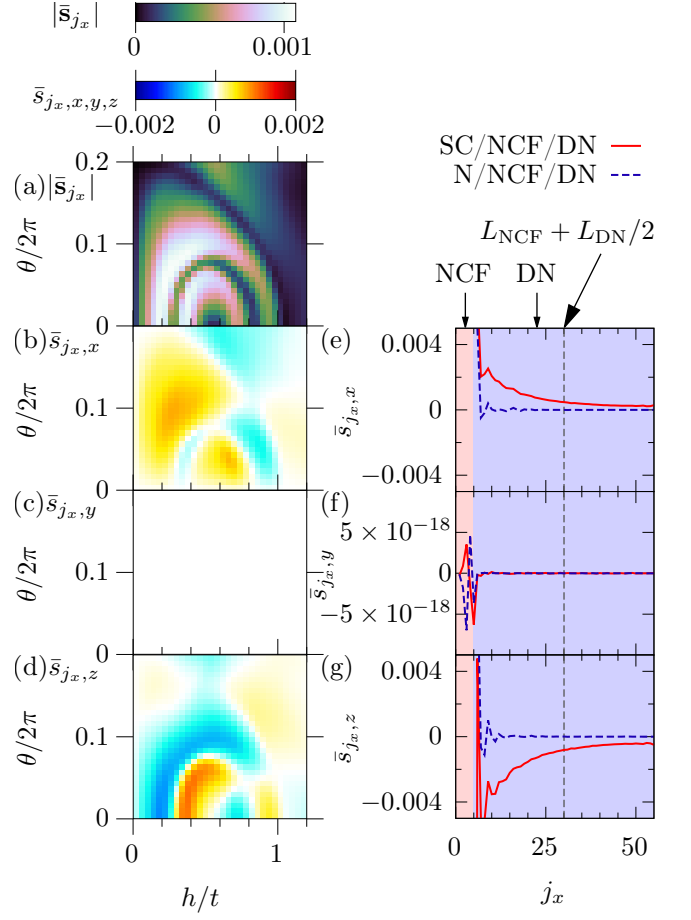 |s̄_{j_x}|
0 0.001
s̄_{j_x,x,y,z}
−0.002 0 0.002
SC/NCF/DN
N/NCF/DN
L_NCF + L_DN/2
NCF DN
(a) |s̄_{j_x}|
0.2
0.1
0
θ/2π
(b) s̄_{j_x,x}
0.1
0
θ/2π
(c) s̄_{j_x,y}
0.1
0
θ/2π
(d) s̄_{j_x,z}
0.1
0
θ/2π
0 1
h/t
(e)
0.004
0
−0.004
s̄_{j_x,x}
(f)
5 × 10^{−18}
0
−5 × 10^{−18}
s̄_{j_x,y}
(g)
0.004
0
−0.004
s̄_{j_x,z}
0 25 50
j_x